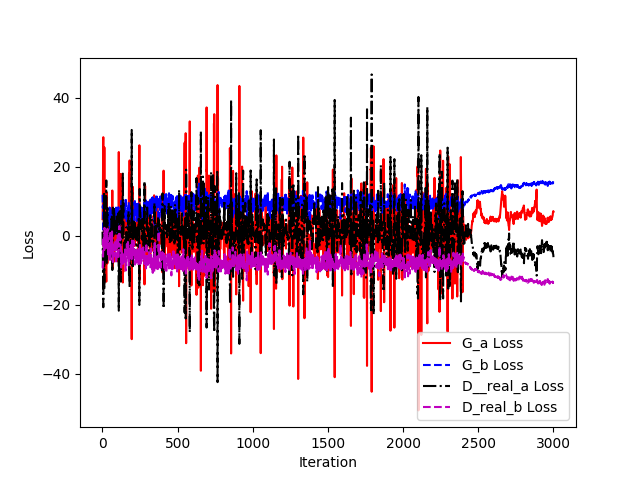 40
20
0
−20
−40
Loss
0
500
1000
1500
2000
2500
3000
Iteration
G_a Loss
G_b Loss
D__real_a Loss
D_real_b Loss